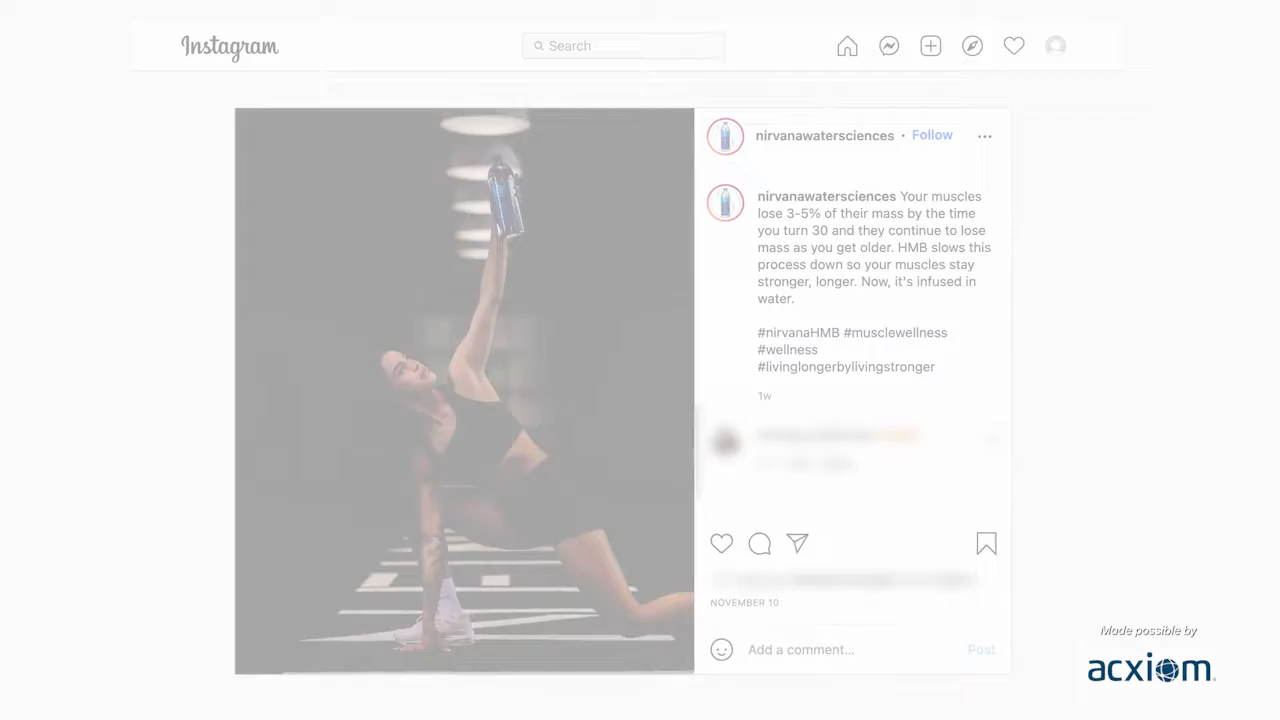 Instagram
Search
nirvanawatersciences • Follow
nirvanawatersciences Your muscles
lose 3-5% of their mass by the time
you turn 30 and they continue to lose
mass as you get older. HMB slows this
process down so your muscles stay
stronger, longer. Now, it's infused in
water.
#nirvanaHMB #musclewellness
#wellness
#livinglongerbylivingstronger
1w
NOVEMBER 10
Add a comment...
Post
Made possible by
acxiom